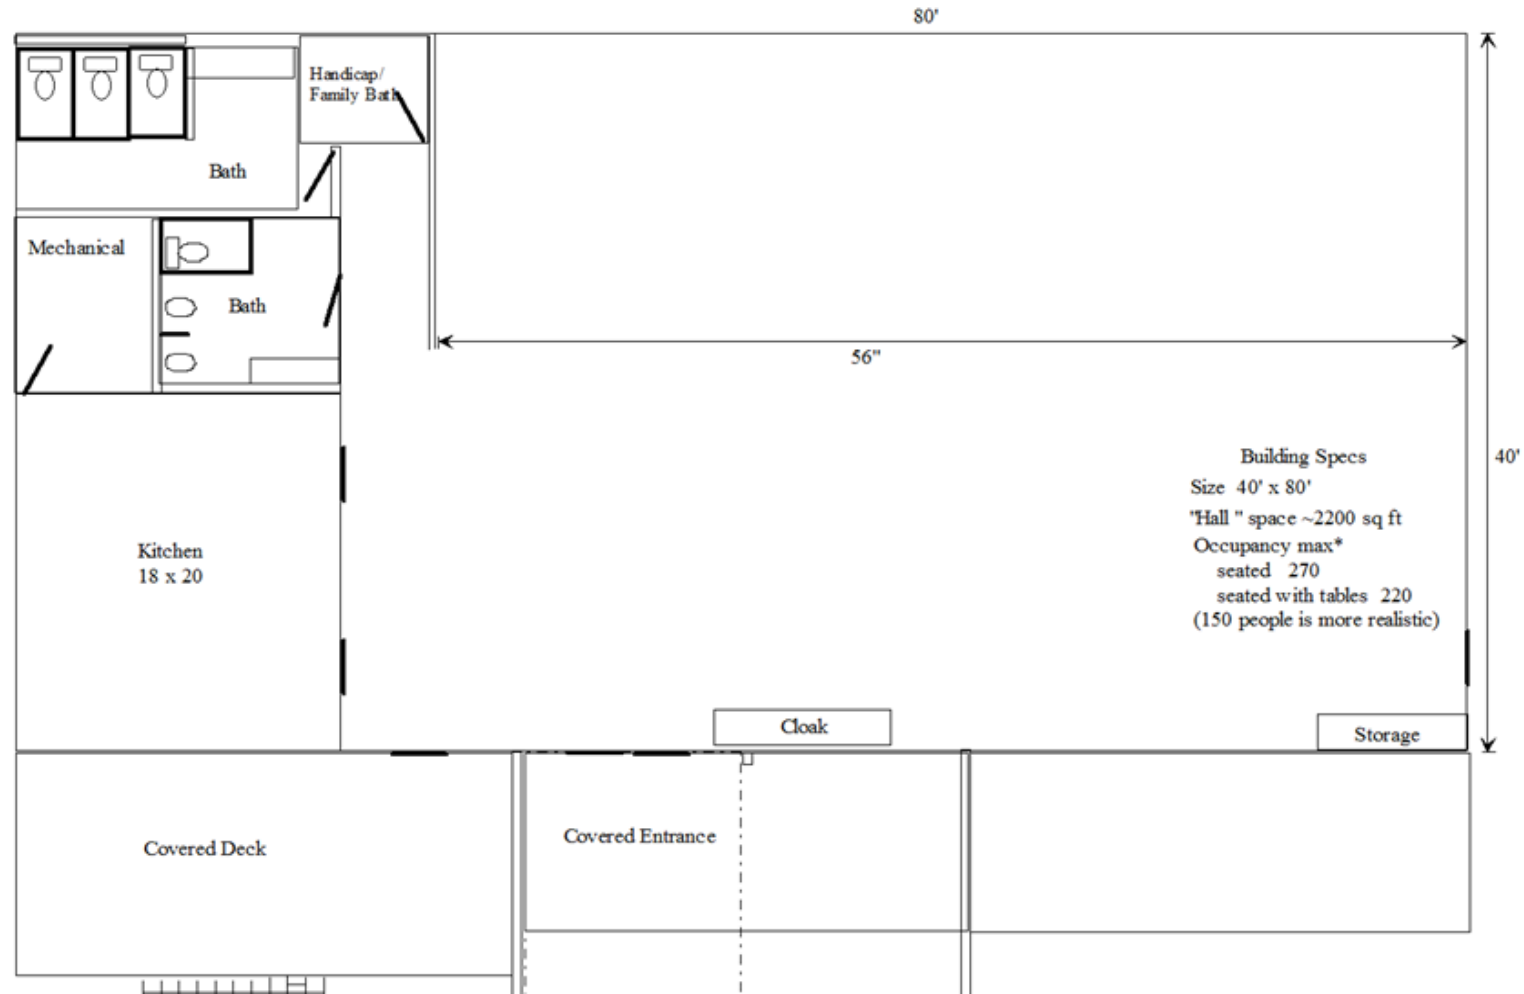 80'
Handicap/
Family Bath
Bath
Mechanical
Bath
56"
Building Specs
40'
Size 40' x 80'
"Hall " space ~2200 sq ft
Occupancy max*
seated 270
seated with tables 220
(150 people is more realistic)
Kitchen
18 x 20
Cloak
Storage
Covered Deck
Covered Entrance